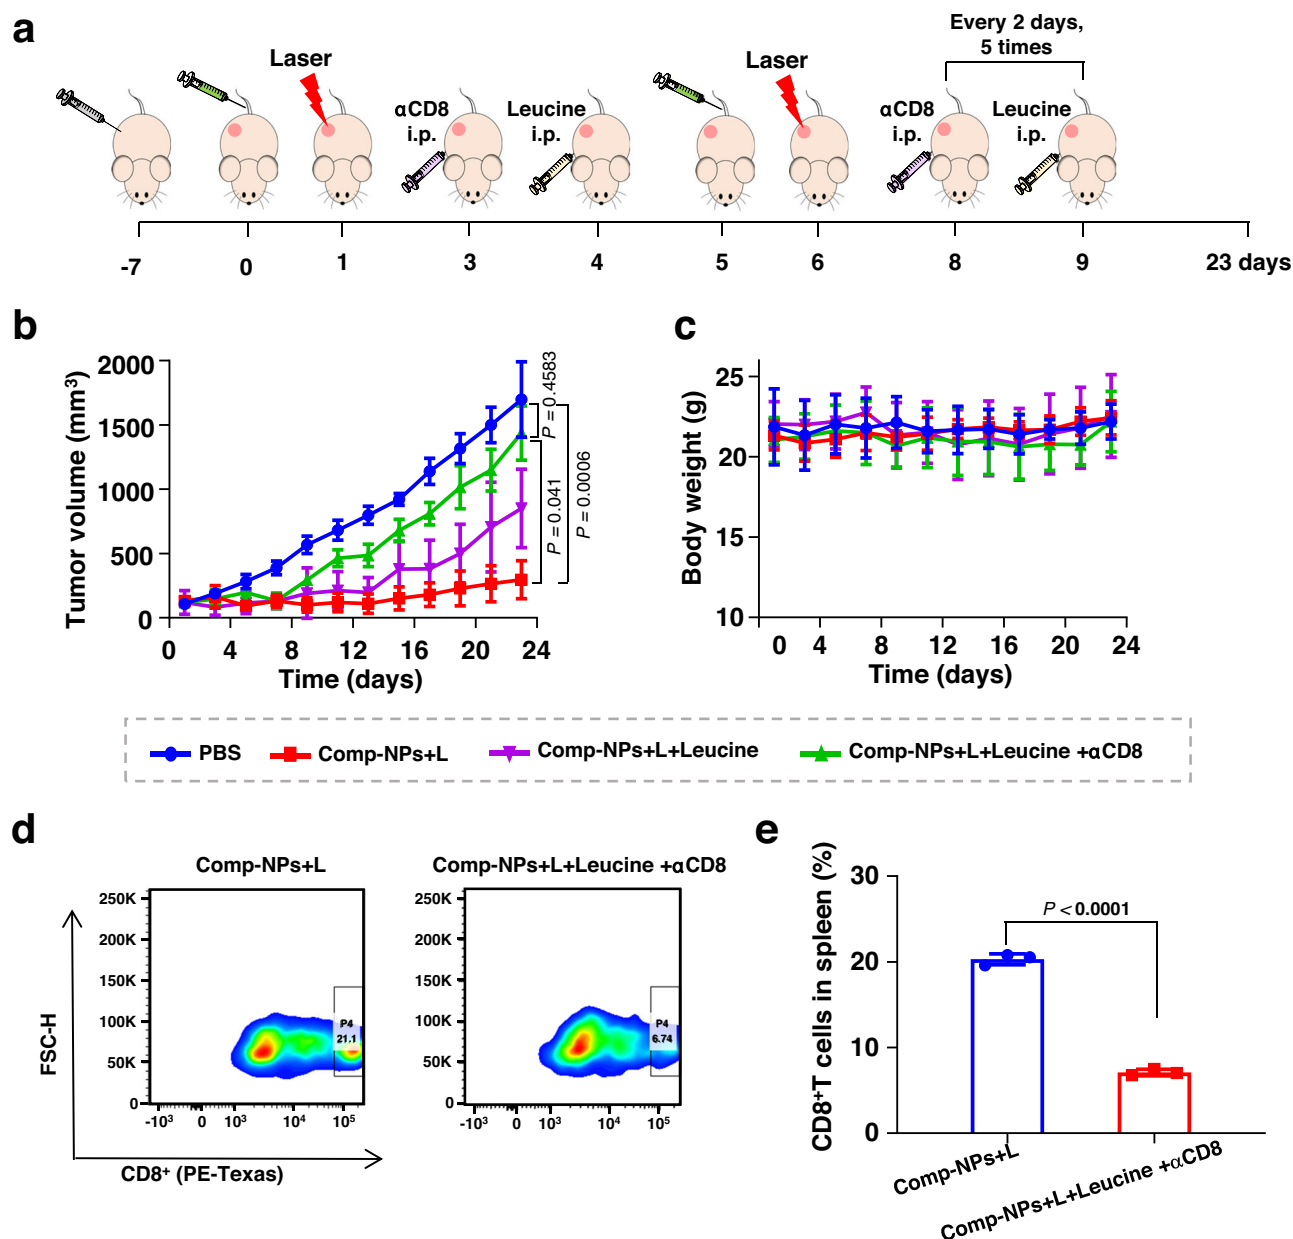 a
Every 2 days,
5 times
Laser
Laser
αCD8
i.p.
Leucine
i.p.
αCD8
i.p.
Leucine
i.p.
-7
0
1
3
4
5
6
8
9
23 days
b
Tumor volume (mm³)
2000
1500
1000
500
0
0 4 8 12 16 20 24
Time (days)
P = 0.4583
P = 0.041
P = 0.0006
c
Body weight (g)
25
20
15
10
0 4 8 12 16 20 24
Time (days)
PBS
Comp-NPs+L
Comp-NPs+L+Leucine
Comp-NPs+L+Leucine +αCD8
d
Comp-NPs+L
Comp-NPs+L+Leucine +αCD8
FSC-H
250K
200K
150K
100K
50K
0
-10³ 0 10³ 10⁴ 10⁵
P4
21.1
250K
200K
150K
100K
50K
0
-10³ 0 10³ 10⁴ 10⁵
P4
6.74
CD8⁺ (PE-Texas)
e
CD8⁺T cells in spleen (%)
30
20
10
0
P < 0.0001
Comp-NPs+L
Comp-NPs+L+Leucine +αCD8